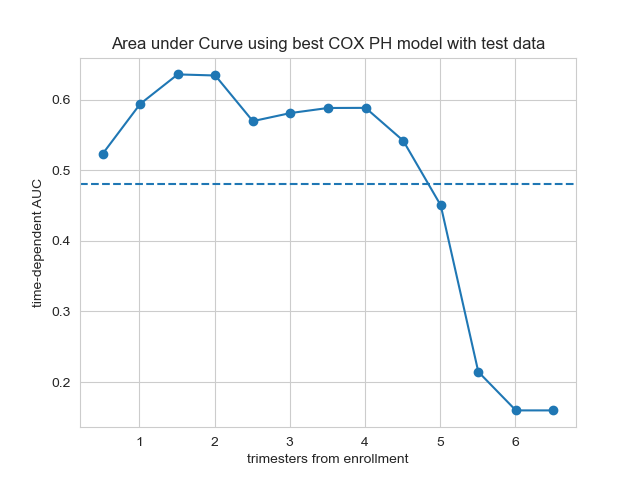 Area under Curve using best COX PH model with test data
time-dependent AUC
0.6
0.5
0.4
0.3
0.2
1 2 3 4 5 6
trimesters from enrollment